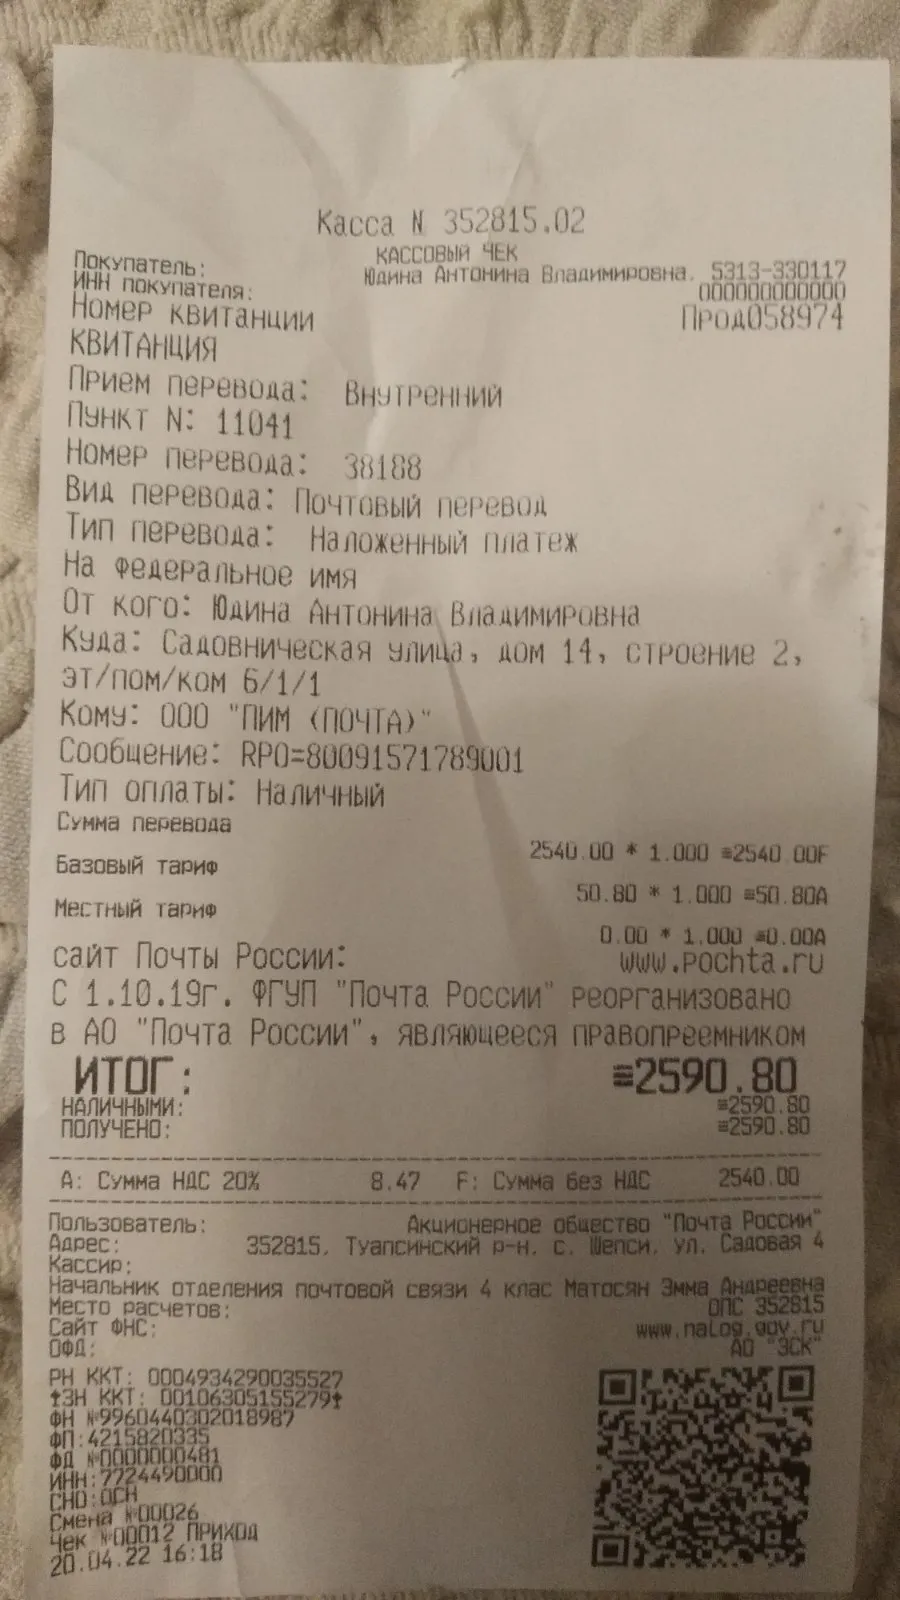 Касса N 352815.02
КАССОВЫЙ ЧЕК
Покупатель: Юдина Антонина Владимировна. 5313-330117
ИНН покупателя: 000000000000
Номер квитанции Прод058974
КВИТАНЦИЯ
Прием перевода: Внутренний
Пункт N: 11041
Номер перевода: 38188
Вид перевода: Почтовый перевод
Тип перевода: Наложенный платеж
На федеральное имя
От кого: Юдина Антонина Владимировна
Куда: Садовническая улица, дом 14, строение 2,
эт/пом/ком 6/1/1
Кому: ООО "ПИМ (ПОЧТА)"
Сообщение: RPO=80091571789001
Тип оплаты: Наличный
Сумма перевода
2540.00 * 1.000 ≡2540.00F
Базовый тариф
50.80 * 1.000 ≡50.80A
Местный тариф
0.00 * 1.000 ≡0.00A
сайт Почты России: www.pochta.ru
С 1.10.19г. ФГУП "Почта России" реорганизовано
в АО "Почта России", являющееся правопреемником
ИТОГ: ≡2590.80
НАЛИЧНЫМИ: ≡2590.80
ПОЛУЧЕНО: ≡2590.80
А: Сумма НДС 20% 8.47 F: Сумма без НДС 2540.00
Пользователь: Акционерное общество "Почта России"
Адрес: 352815, Туапсинский р-н, с. Шепси, ул. Садовая 4
Кассир:
Начальник отделения почтовой связи 4 клас Матосян Эмма Андреевна
Место расчетов: ОПС 352815
Сайт ФНС: www.nalog.gov.ru
ОФД: АО "ЭСК"
РН ККТ: 0004934290035527
ЗН ККТ: 00106305155279
ФН №9960440302018987
ФП:4215820335
ФД №0000000481
ИНН:7724490000
СНО:ОСН
Смена №00026
Чек №00012 ПРИХОД
20.04.22 16:18